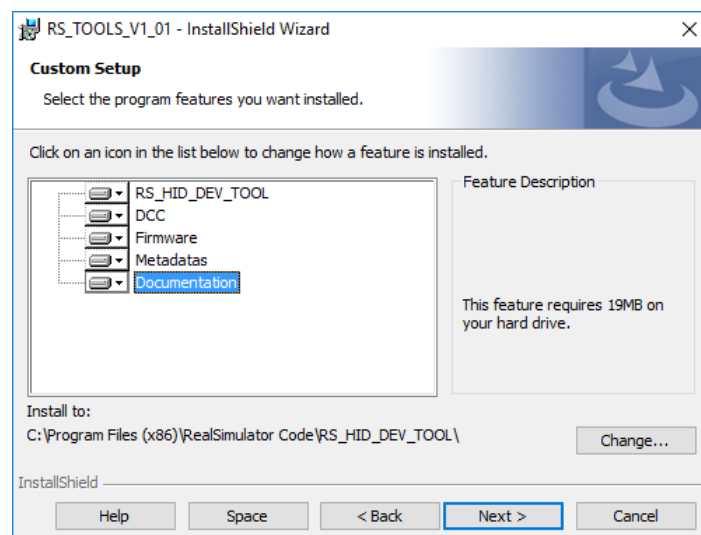 RS_TOOLS_V1_01 - InstallShield Wizard
Custom Setup
Select the program features you want installed.
Click on an icon in the list below to change how a feature is installed.
RS_HID_DEV_TOOL
DCC
Firmware
Metadatas
Documentation
Feature Description
This feature requires 19MB on
your hard drive.
Install to:
C:\Program Files (x86)\RealSimulator Code\RS_HID_DEV_TOOL\
Change...
InstallShield
Help
Space
< Back
Next >
Cancel